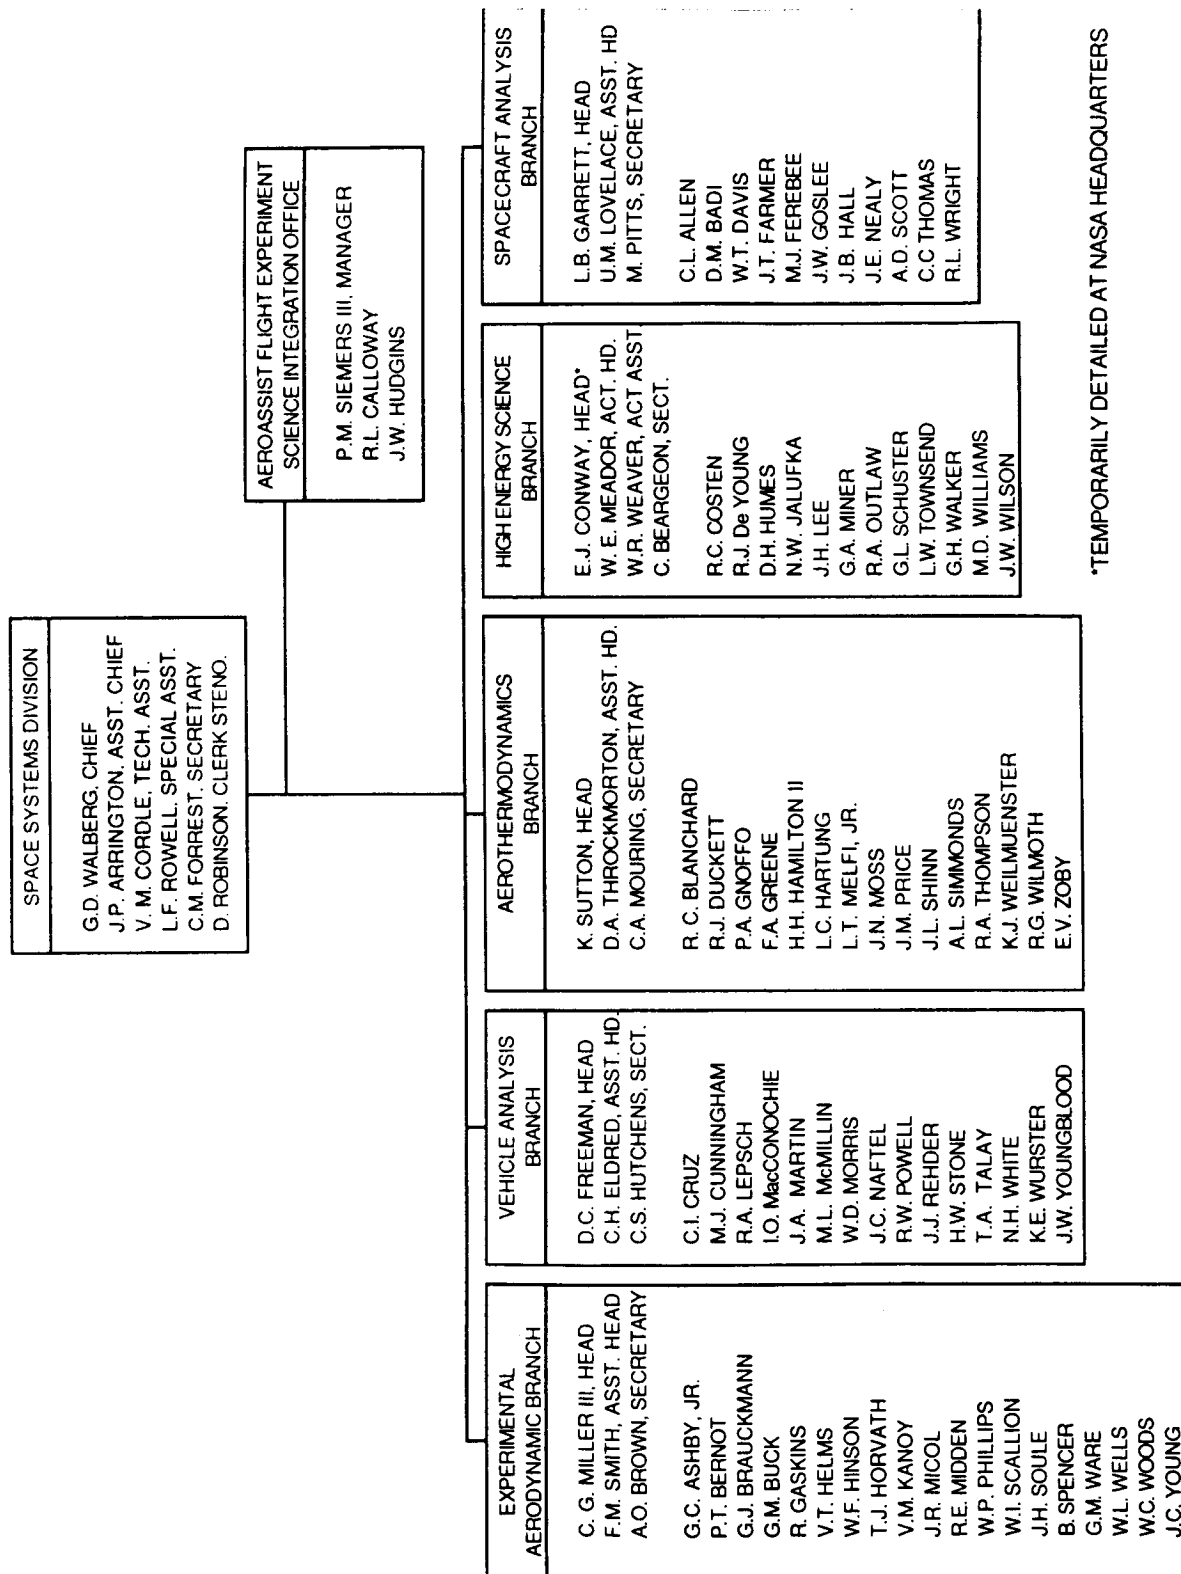 SPACE SYSTEMS DIVISION
G.D. WALBERG, CHIEF
J.P. ARRINGTON, ASST. CHIEF
V. M. CORDLE, TECH. ASST.
L.F. ROWELL, SPECIAL ASST.
C.M. FORREST, SECRETARY
D. ROBINSON, CLERK STENO.
AEROASSIST FLIGHT EXPERIMENT
SCIENCE INTEGRATION OFFICE
P.M. SIEMERS III, MANAGER
R.L. CALLOWAY
J.W. HUDGINS
EXPERIMENTAL
AERODYNAMIC BRANCH
C. G. MILLER III, HEAD
F.M. SMITH, ASST. HEAD
A.O. BROWN, SECRETARY
G.C. ASHBY, JR.
P.T. BERNOT
G.J. BRAUCKMANN
G.M. BUCK
R. GASKINS
V.T. HELMS
W.F. HINSON
T.J. HORVATH
V.M. KANOY
J.R. MICOL
R.E. MIDDEN
W.P. PHILLIPS
W.I. SCALLION
J.H. SOULE
B. SPENCER
G.M. WARE
W.L. WELLS
W.C. WOODS
J.C. YOUNG
VEHICLE ANALYSIS
BRANCH
D.C. FREEMAN, HEAD
C.H. ELDRED, ASST. HD.
C.S. HUTCHENS, SECT.
C.I. CRUZ
M.J. CUNNINGHAM
R.A. LEPSCH
I.O. MacCONOCHIE
J.A. MARTIN
M.L. McMILLIN
W.D. MORRIS
J.C. NAFTEL
R.W. POWELL
J.J. REHDER
H.W. STONE
T.A. TALAY
N.H. WHITE
K.E. WURSTER
J.W. YOUNGBLOOD
AEROTHERMODYNAMICS
BRANCH
K. SUTTON, HEAD
D.A. THROCKMORTON, ASST. HD.
C.A. MOURING, SECRETARY
R. C. BLANCHARD
R.J. DUCKETT
P.A. GNOFFO
F.A. GREENE
H.H. HAMILTON II
L.C. HARTUNG
L.T. MELFI, JR.
J.N. MOSS
J.M. PRICE
J.L. SHINN
A.L. SIMMONDS
R.A. THOMPSON
K.J. WEILMUENSTER
R.G. WILMOTH
E.V. ZOBY
HIGH ENERGY SCIENCE
BRANCH
E.J. CONWAY, HEAD*
W. E. MEADOR, ACT. HD.
W.R. WEAVER, ACT ASST.
C. BEARGEON, SECT.
R.C. COSTEN
R.J. De YOUNG
D.H. HUMES
N.W. JALUFKA
J.H. LEE
G.A. MINER
R.A. OUTLAW
G.L. SCHUSTER
L.W. TOWNSEND
G.H. WALKER
M.D. WILLIAMS
J.W. WILSON
SPACECRAFT ANALYSIS
BRANCH
L.B. GARRETT, HEAD
U.M. LOVELACE, ASST. HD
M. PITTS, SECRETARY
C.L. ALLEN
D.M. BADI
W.T. DAVIS
J.T. FARMER
M.J. FEREBEE
J.W. GOSLEE
J.B. HALL
J.E. NEALY
A.D. SCOTT
C.C THOMAS
R.L. WRIGHT
*TEMPORARILY DETAILED AT NASA HEADQUARTERS